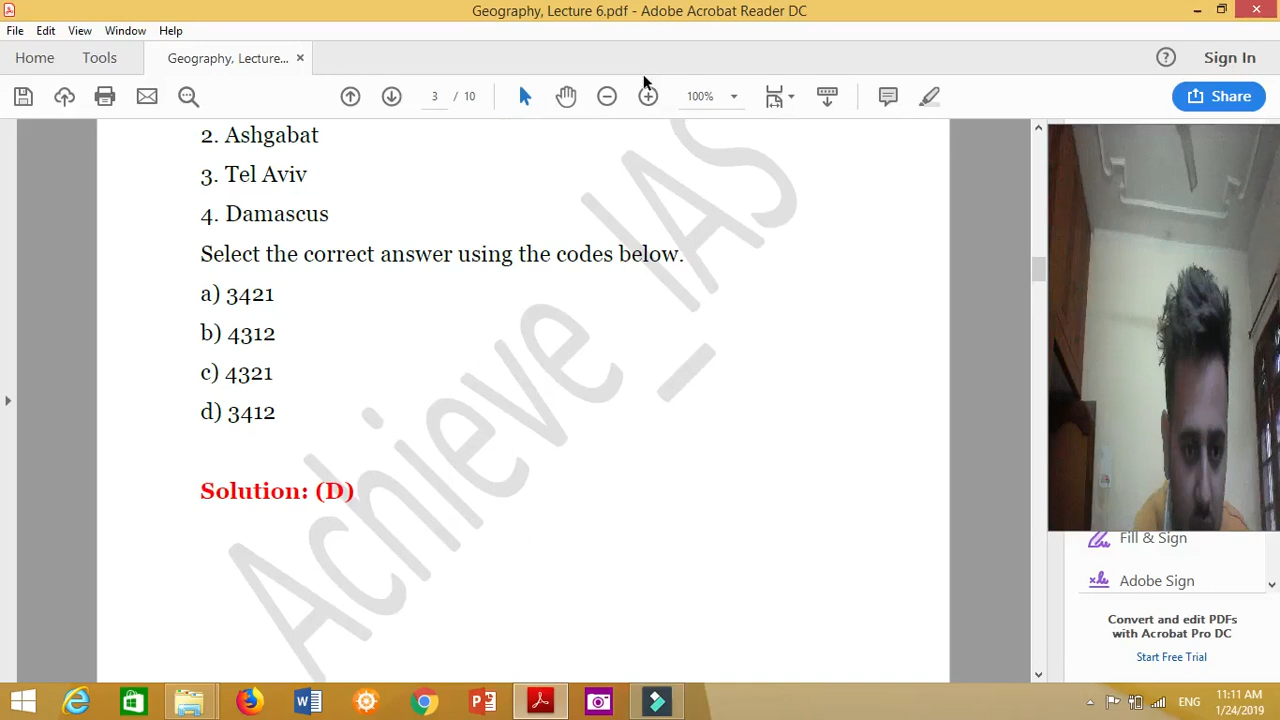 Geography, Lecture 6.pdf - Adobe Acrobat Reader DC
File Edit View Window Help
Home Tools Geography, Lecture... × Sign In
3 / 10 100% Share
2. Ashgabat
3. Tel Aviv
4. Damascus
Select the correct answer using the codes below.
a) 3421
b) 4312
c) 4321
d) 3412
Solution: (D)
Achieve_IAS
Fill & Sign
Adobe Sign
Convert and edit PDFs
with Acrobat Pro DC
Start Free Trial
ENG
11:11 AM
1/24/2019